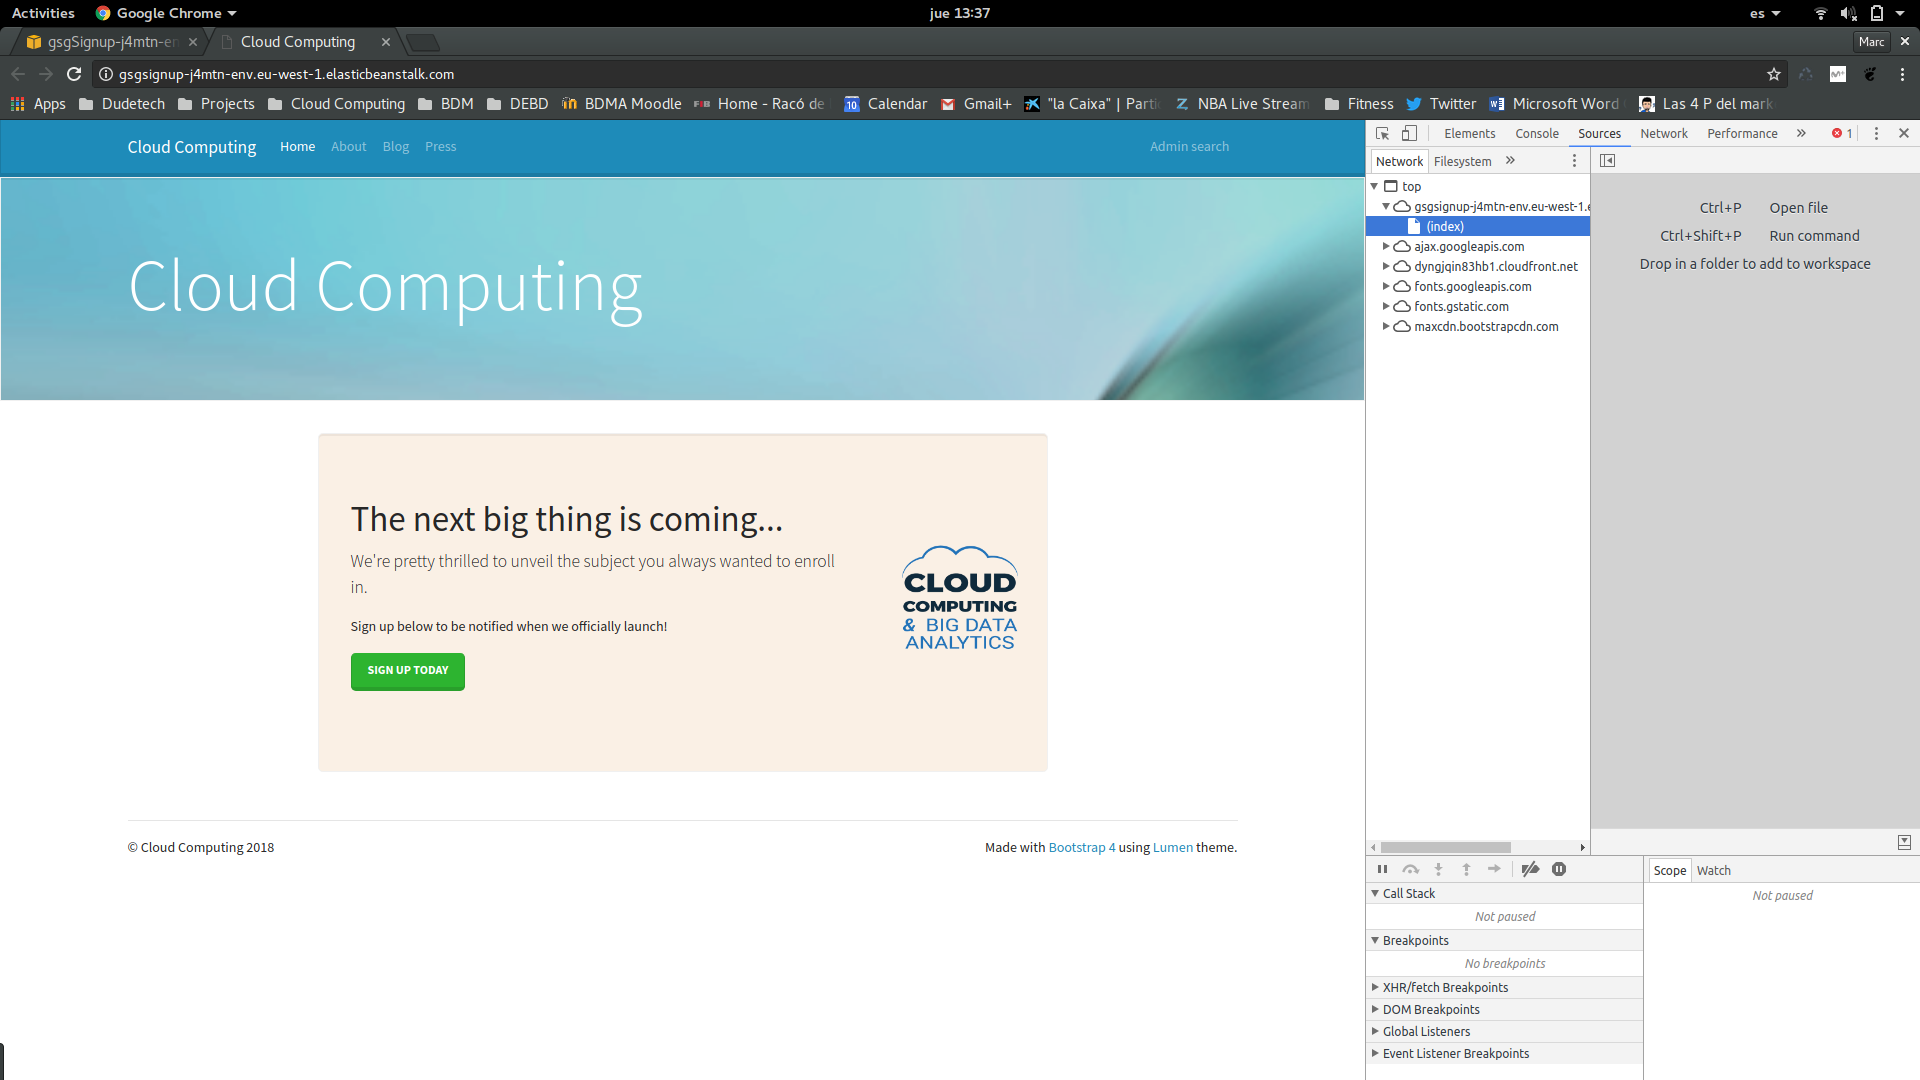 Activities Google Chrome jue 13:37 es
gsgSignup-j4mtn-en Cloud Computing Marc
gsgsignup-j4mtn-env.eu-west-1.elasticbeanstalk.com
Apps Dudetech Projects Cloud Computing BDM DEBD BDMA Moodle Home - Racó de Calendar Gmail+ "la Caixa" | Parti NBA Live Stream Fitness Twitter Microsoft Word Las 4 P del mark
Cloud Computing Home About Blog Press Admin search
Cloud Computing
The next big thing is coming...
We're pretty thrilled to unveil the subject you always wanted to enroll
in.
Sign up below to be notified when we officially launch!
SIGN UP TODAY
CLOUD
COMPUTING
& BIG DATA
ANALYTICS
© Cloud Computing 2018
Made with Bootstrap 4 using Lumen theme.
Elements Console Sources Network Performance » 1
Network Filesystem »
top
gsgsignup-j4mtn-env.eu-west-1.e
(index)
ajax.googleapis.com
dyngjqin83hb1.cloudfront.net
fonts.googleapis.com
fonts.gstatic.com
maxcdn.bootstrapcdn.com
Ctrl+P Open file
Ctrl+Shift+P Run command
Drop in a folder to add to workspace
Call Stack
Not paused
Breakpoints
No breakpoints
XHR/fetch Breakpoints
DOM Breakpoints
Global Listeners
Event Listener Breakpoints
Scope Watch
Not paused